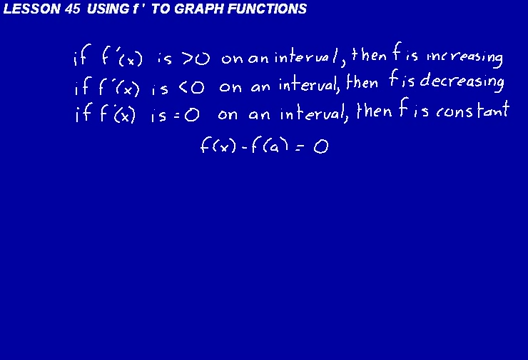 LESSON 45 USING f ' TO GRAPH FUNCTIONS
if f'(x) is >0 on an interval, then f is increasing
if f'(x) is <0 on an interval, then f is decreasing
if f'(x) is =0 on an interval, then f is constant
f(x) - f(a) = 0